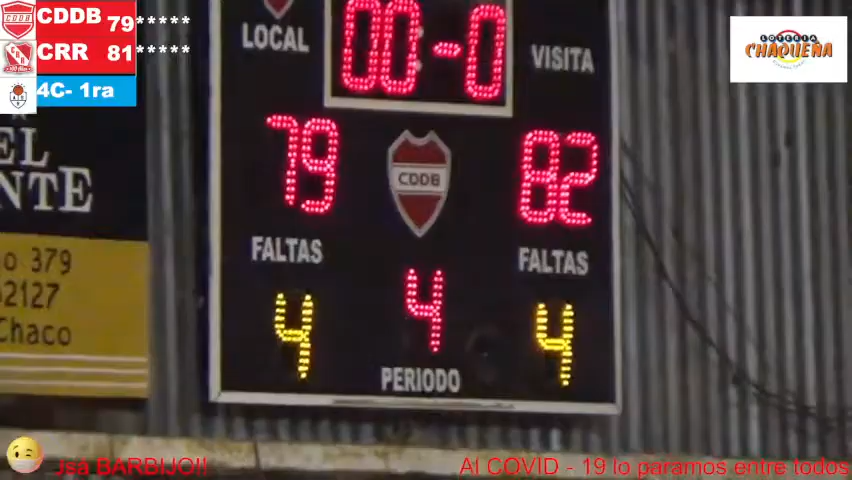 CDDB 79*****
CRR 81*****
4C- 1ra
LOTERIA
CHAQUEÑA
LOCAL
00-0
VISITA
79
CDDB
82
FALTAS
FALTAS
4
4
4
PERIODO
EL
NTE
379
2127
Chaco
BARBIJO!!
Al COVID - 19 lo paramos entre todos